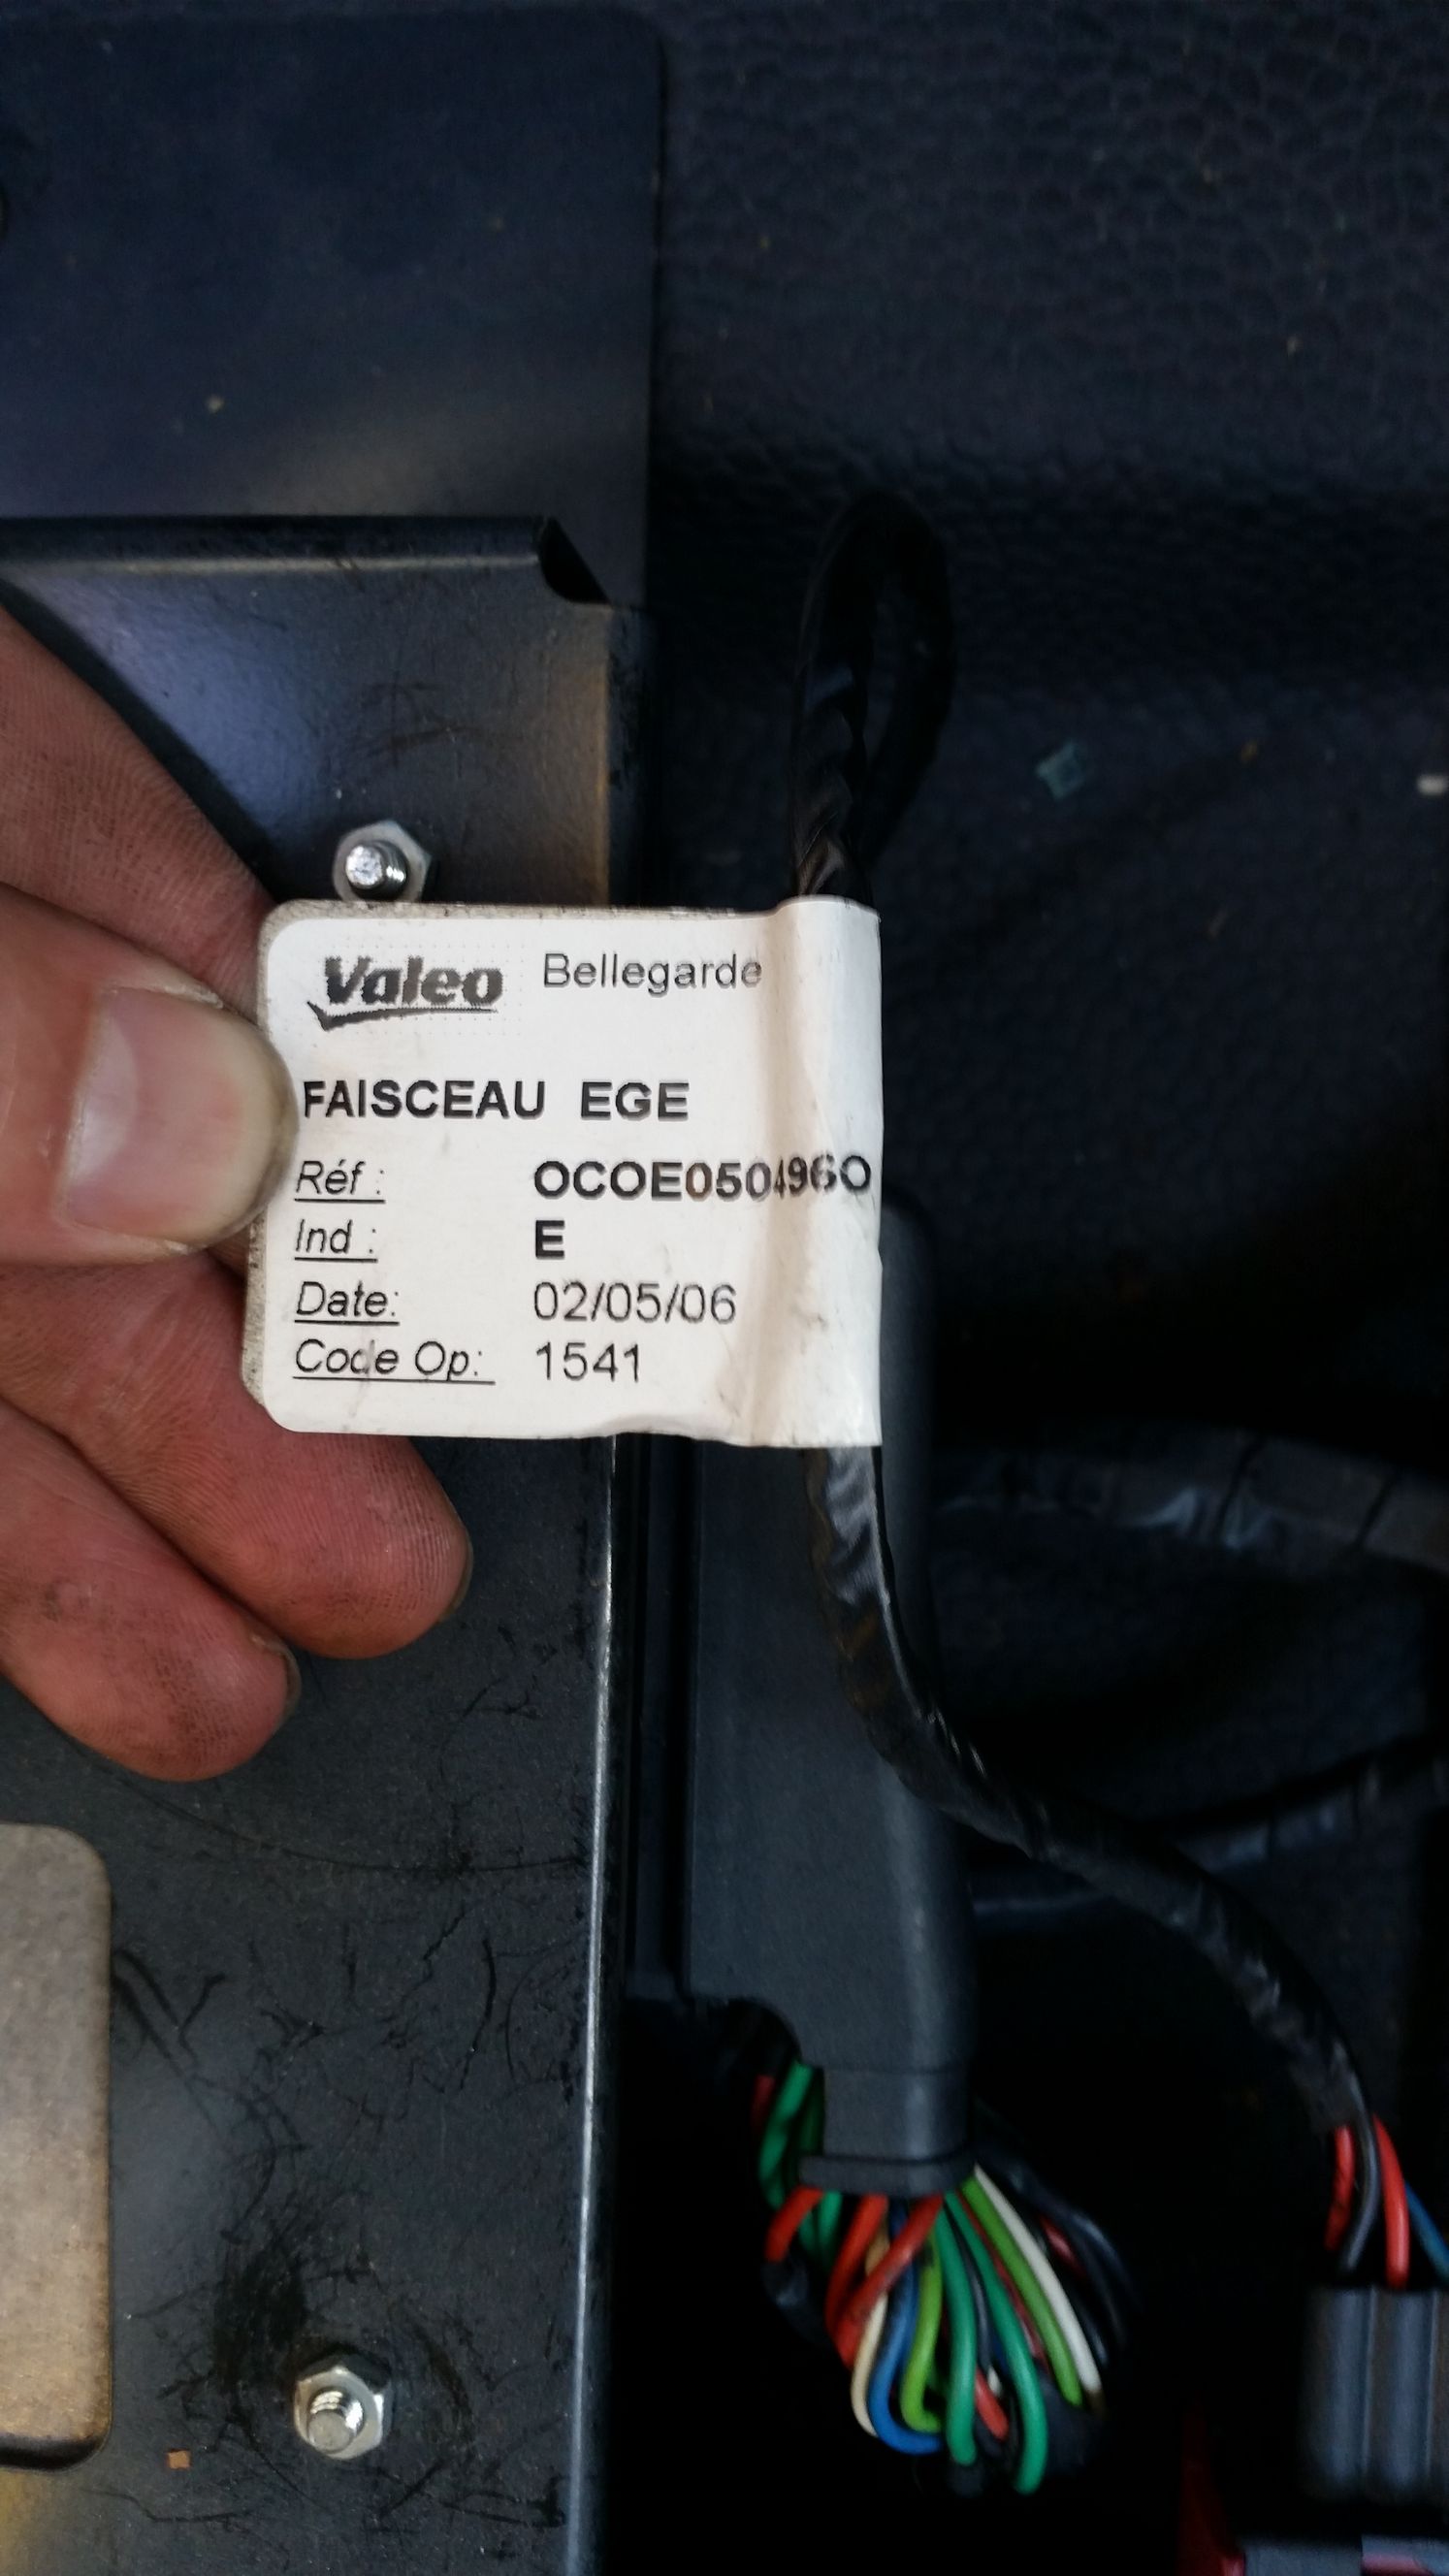 Valeo Bellegarde
FAISCEAU EGE
Réf : OCOE050496O
Ind : E
Date: 02/05/06
Code Op: 1541